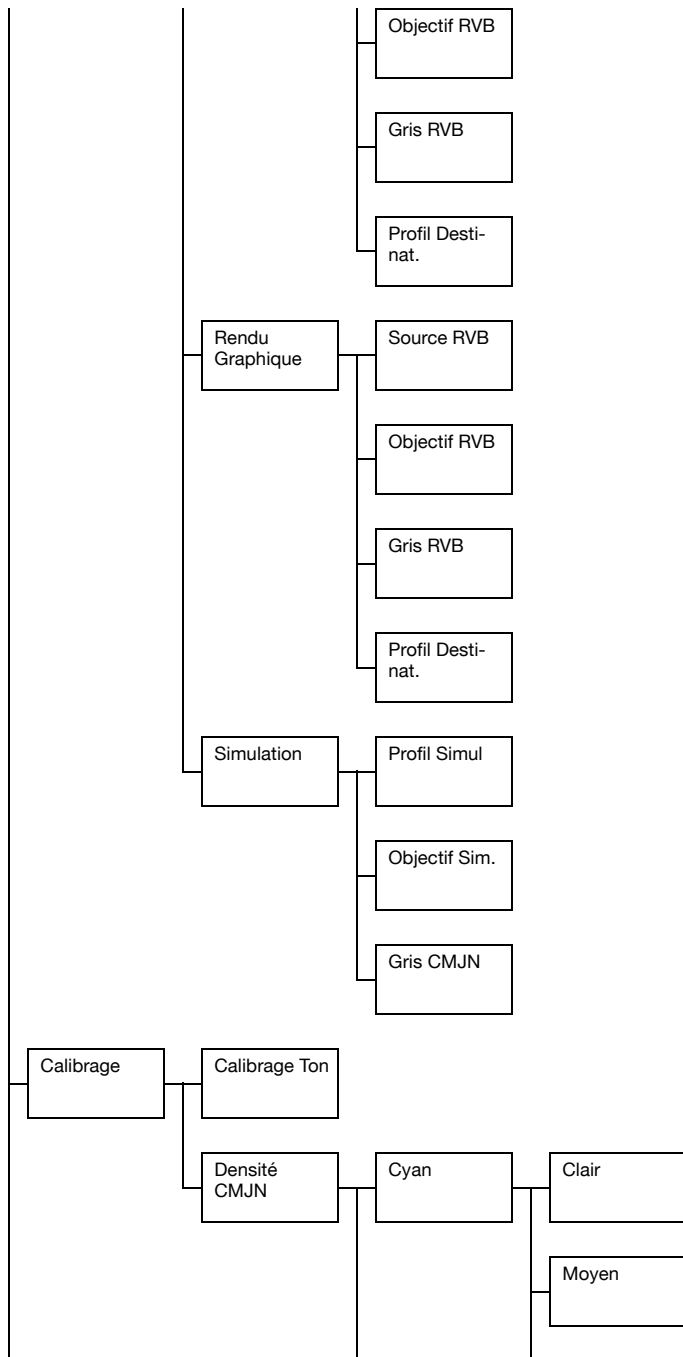 Objectif RVB
Gris RVB
Profil Desti-
nat.
Rendu
Graphique
Source RVB
Objectif RVB
Gris RVB
Profil Desti-
nat.
Simulation
Profil Simul
Objectif Sim.
Gris CMJN
Calibrage
Calibrage Ton
Densité
CMJN
Cyan
Clair
Moyen